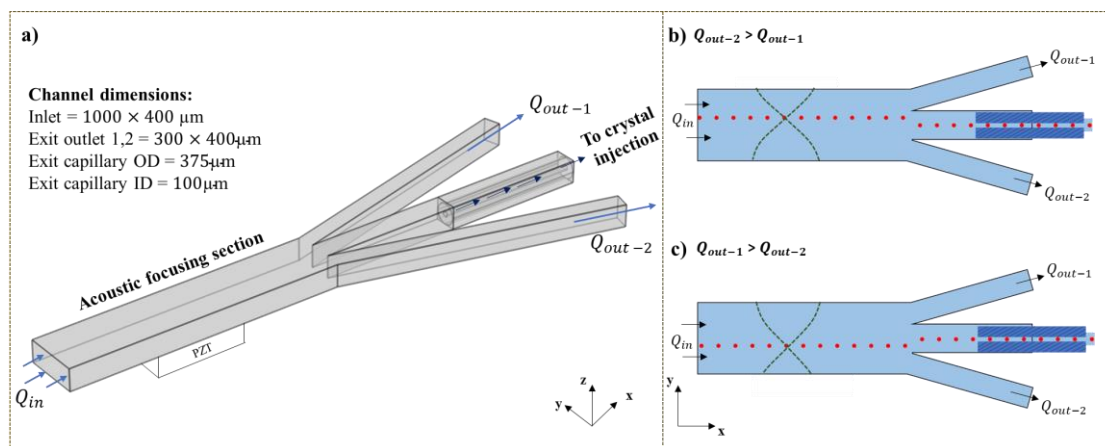 a)
Channel dimensions:
Inlet = 1000 × 400 μm
Exit outlet 1,2 = 300 × 400μm
Exit capillary OD = 375μm
Exit capillary ID = 100μm
Q_out−1
To crystal
injection
Q_out−2
Acoustic focusing section
PZT
Q_in
z
y
x
b) Q_out−2 > Q_out−1
Q_out−1
Q_in
Q_out−2
c) Q_out−1 > Q_out−2
Q_out−1
Q_in
Q_out−2
y
x